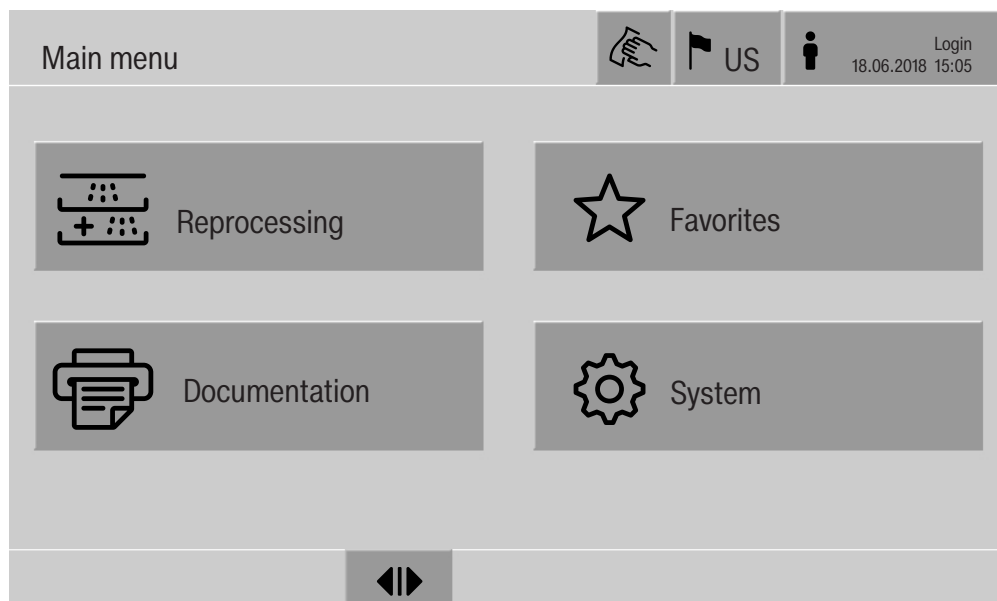 Main menu
US
Login
18.06.2018 15:05
Reprocessing
Favorites
Documentation
System